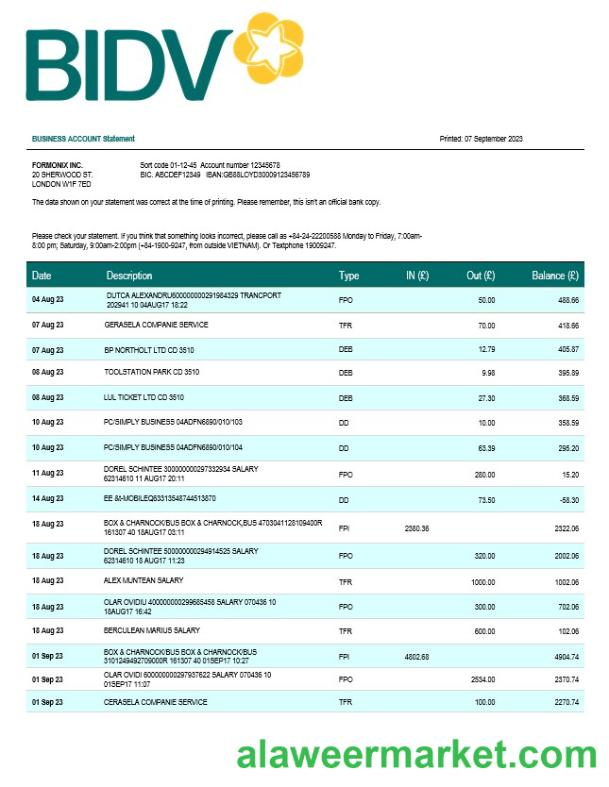 BIDV
BUSINESS ACCOUNT Statement Printed: 07 September 2023
FORMONIX INC. Sort code 01-12-45 Account number 12345678
20 SHERWOOD ST. BIC. ABCDEF12349 IBAN:GB88LOYD30009123456789
LONDON W1F 7ED
The data shown on your statement was correct at the time of printing. Please remember, this isn't an official bank copy.
Please check your statement. If you think that something looks incorrect, please call as +84-24-22200588 Monday to Friday, 7:00am-
8:00 pm; Saturday, 9:00am-2:00pm (+84-1900-9247, from outside VIETNAM). Or Textphone 19009247.
Date Description Type IN (£) Out (£) Balance (£)
04 Aug 23 DUTCA ALEXANDRU600000000291984329 TRANCPORT FPO 50.00 488.66
202941 10 04AUG17 18:22
07 Aug 23 GERASELA COMPANIE SERVICE TFR 70.00 418.66
07 Aug 23 BP NORTHOLT LTD CD 3510 DEB 12.79 405.87
08 Aug 23 TOOLSTATION PARK CD 3510 DEB 9.98 395.89
08 Aug 23 LUL TICKET LTD CD 3510 DEB 27.30 368.59
10 Aug 23 PC/SIMPLY BUSINESS 04ADFN6890/010/103 DD 10.00 358.59
10 Aug 23 PC/SIMPLY BUSINESS 04ADFN6890/010/104 DD 63.39 295.20
11 Aug 23 DOREL SCHINTEE 300000000297332934 SALARY FPO 280.00 15.20
62314610 11 AUG17 20:11
14 Aug 23 EE &t-MOBILEQ63313548744513870 DD 73.50 -58.30
18 Aug 23 BOX & CHARNOCK/BUS BOX & CHARNOCK,BUS 4703041128109400R FPI 2380.36 2322.06
161307 40 18AUG17 03:11
18 Aug 23 DOREL SCHINTEE 500000000294914525 SALARY FPO 320.00 2002.06
62314610 18 AUG17 11:23
18 Aug 23 ALEX MUNTEAN SALARY TFR 1000.00 1002.06
18 Aug 23 CLAR OVIDIU 400000000299685458 SALARY 070436 10 FPO 300.00 702.06
18AUG17 16:42
18 Aug 23 BERCULEAN MARIUS SALARY TFR 600.00 102.06
01 Sep 23 BOX & CHARNOCK/BUS BOX & CHARNOCK/BUS FPI 4802.68 4904.74
3101249492709000R 161307 40 01SEP17 10:27
01 Sep 23 CLAR OVIDI 600000000297937622 SALARY 070436 10 FPO 2534.00 2370.74
01SEP17 11:07
01 Sep 23 CERASELA COMPANIE SERVICE TFR 100.00 2270.74
alaweermarket.com